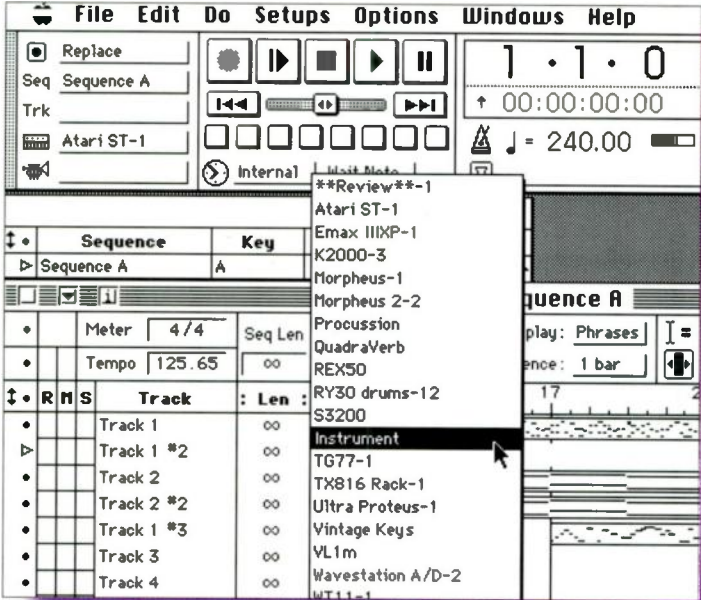 File Edit Do Setups Options Windows Help
Replace
Seq Sequence A
Trk
Atari ST-1
1 · 1 · 0
00:00:00:00
♩ = 240.00
Internal Wait Note
**Review**-1
Atari ST-1
Emax IIIXP-1
K2000-3
Morpheus-1
Morpheus 2-2
Procussion
QuadraVerb
REX50
RY30 drums-12
S3200
Instrument
TG77-1
TX816 Rack-1
Ultra Proteus-1
Vintage Keys
VL1m
Wavestation A/D-2
WT11-1
Sequence Key
Sequence A A
quence A
Meter 4/4 Seq Len
Tempo 125.65 ∞
play: Phrases
ence: 1 bar
R M S Track : Len :
17 2
Track 1 ∞
Track 1 #2 ∞
Track 2 ∞
Track 2 #2 ∞
Track 1 #3 ∞
Track 3 ∞
Track 4 ∞